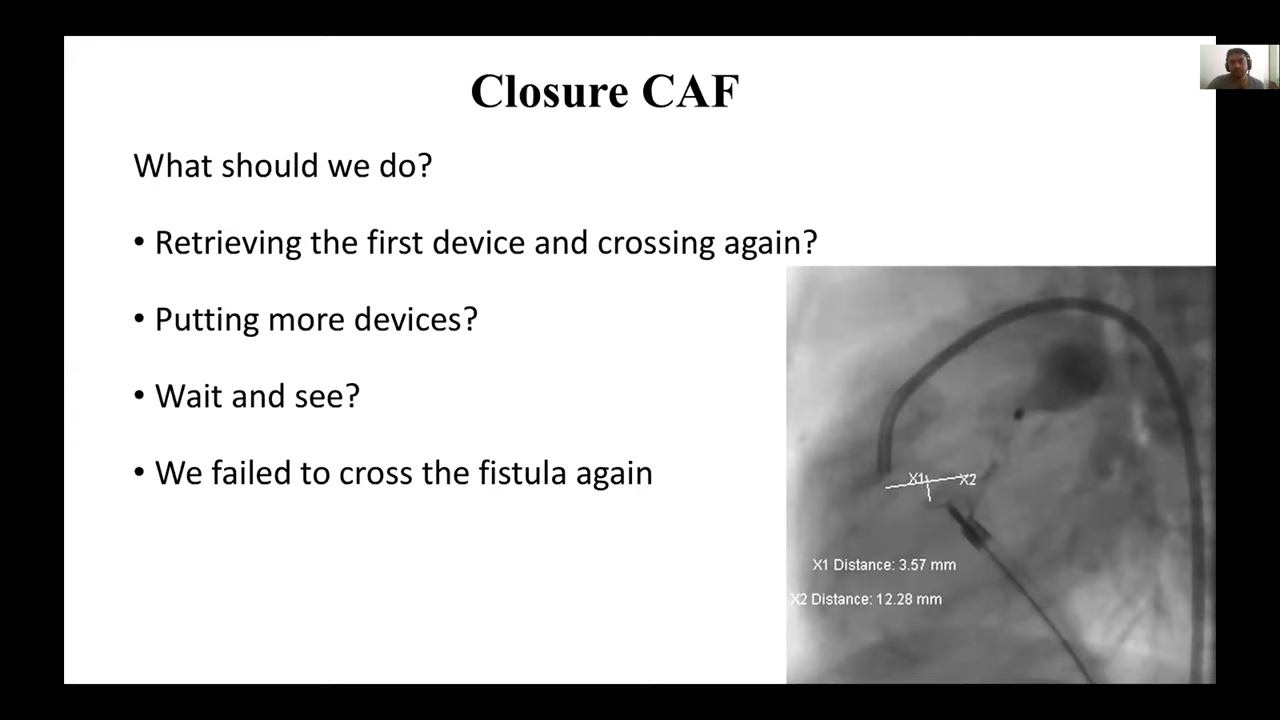 Closure CAF
What should we do?
• Retrieving the first device and crossing again?
• Putting more devices?
• Wait and see?
• We failed to cross the fistula again
X1 X2
X1 Distance: 3.57 mm
X2 Distance: 12.28 mm